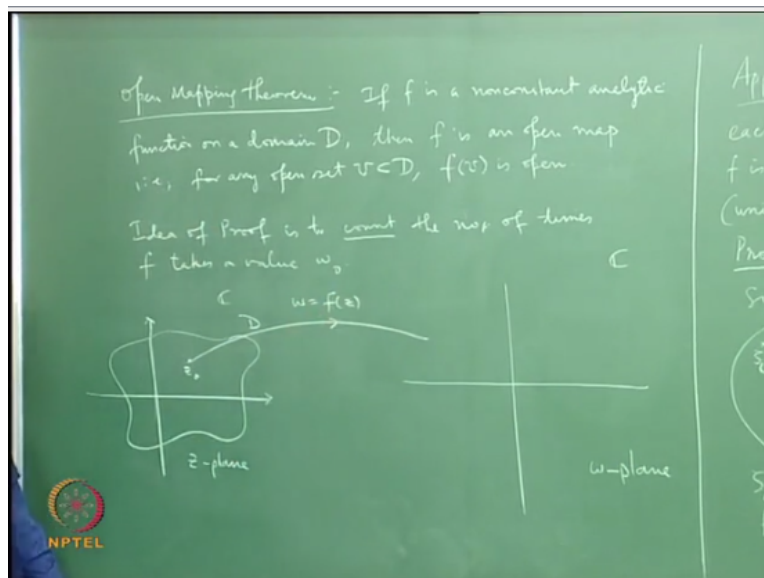 Open Mapping theorem :- If f is a nonconstant analytic
function on a domain D, then f is an open map
i.e., for any open set U⊂D, f(U) is open.
Idea of Proof is to count the no. of times
f takes a value w₀.
ℂ
ℂ
w = f(z)
D
z₀
z-plane
w-plane
App
eac
f is
(uni
Pro
S
NPTEL